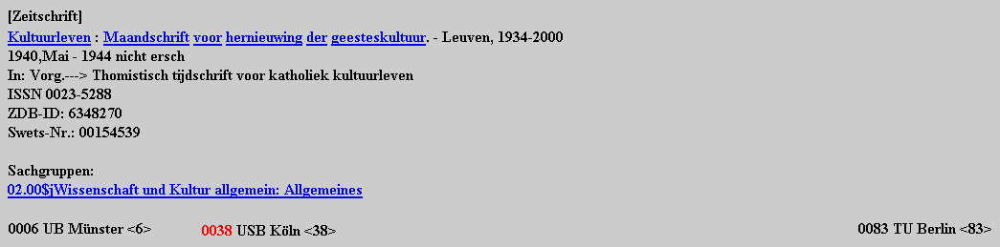 [Zeitschrift]
Kultuurleven : Maandschrift voor hernieuwing der geesteskultuur. - Leuven, 1934-2000
1940,Mai - 1944 nicht ersch
In: Vorg.---> Thomistisch tijdschrift voor katholiek kultuurleven
ISSN 0023-5288
ZDB-ID: 6348270
Swets-Nr.: 00154539
Sachgruppen:
02.00$jWissenschaft und Kultur allgemein: Allgemeines
0006 UB Münster <6> 0038 USB Köln <38> 0083 TU Berlin <83>